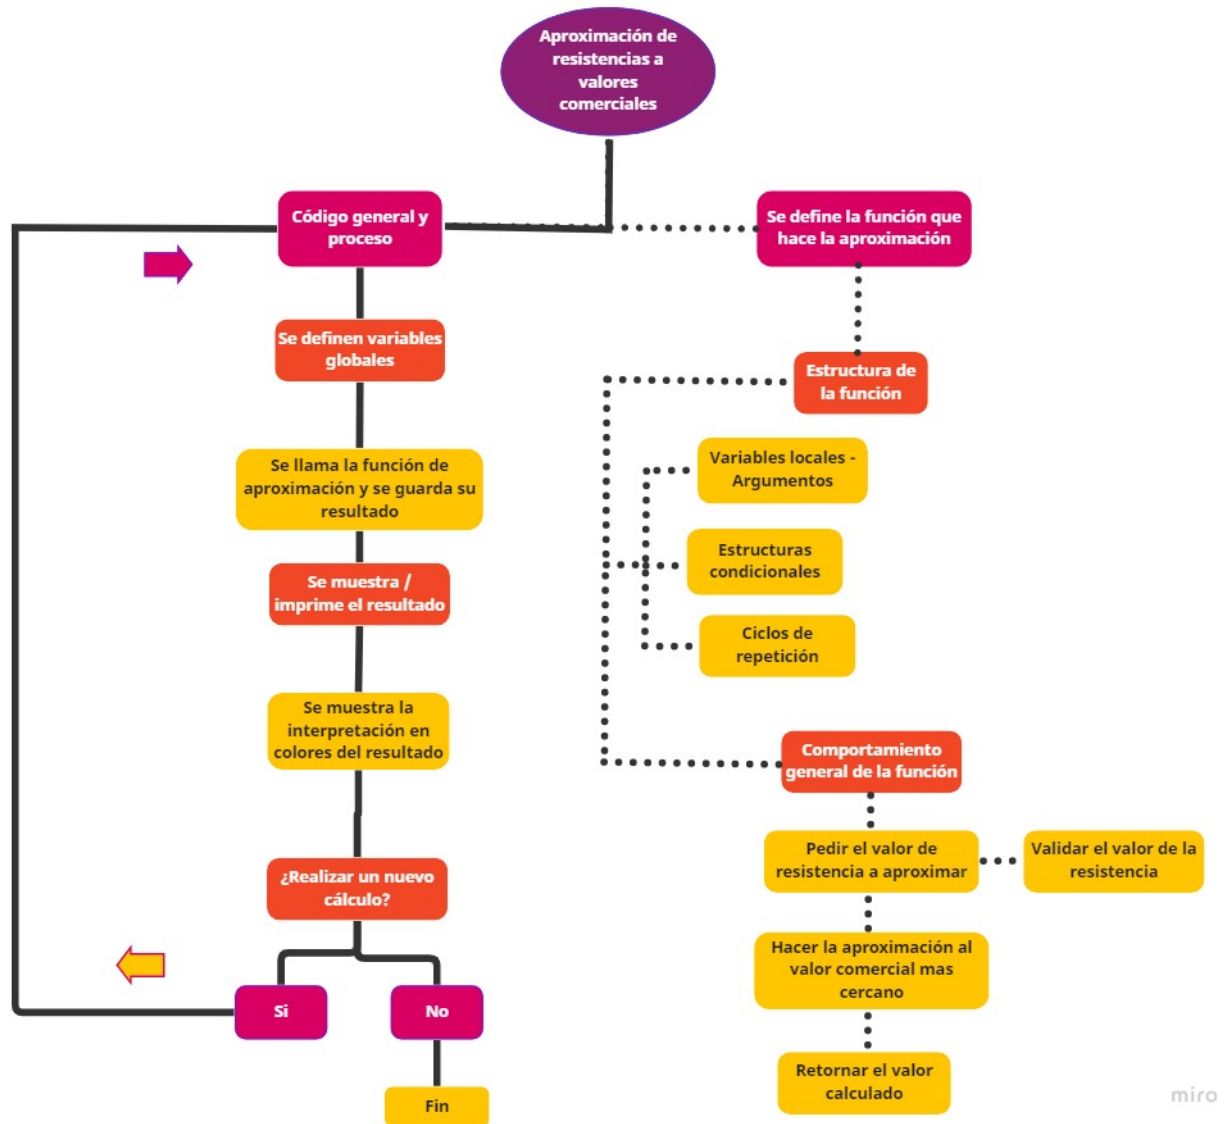 Aproximación de
resistencias a
valores
comerciales
Código general y
proceso
Se define la función que
hace la aproximación
Se definen variables
globales
Estructura de
la función
Se llama la función de
aproximación y se guarda su
resultado
Variables locales -
Argumentos
Estructuras
condicionales
Se muestra /
imprime el resultado
Ciclos de
repetición
Se muestra la
interpretación en
colores del resultado
Comportamiento
general de la función
Pedir el valor de
resistencia a aproximar
Validar el valor de la
resistencia
¿Realizar un nuevo
cálculo?
Hacer la aproximación al
valor comercial mas
cercano
Si
No
Retornar el valor
calculado
Fin
miro